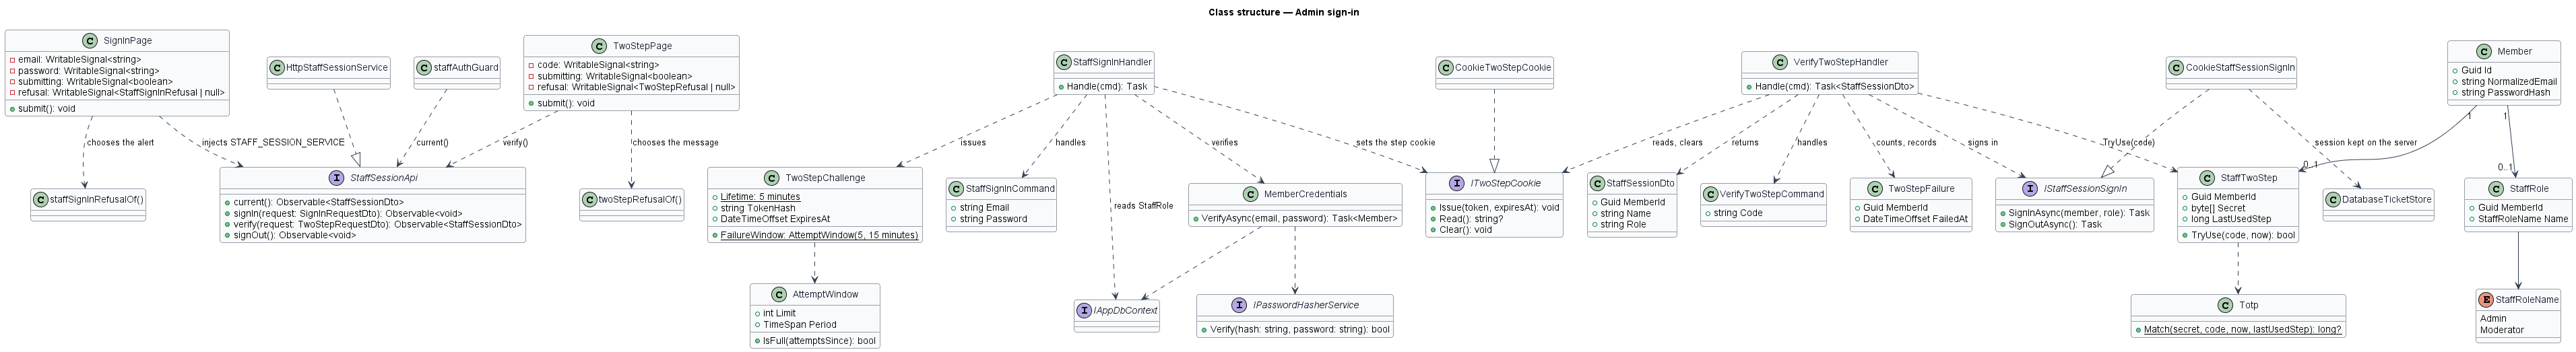 Class structure — Admin sign-in
C SignInPage
email: WritableSignal<string>
password: WritableSignal<string>
submitting: WritableSignal<boolean>
refusal: WritableSignal<StaffSignInRefusal | null>
submit(): void
C HttpStaffSessionService
C staffAuthGuard
C TwoStepPage
code: WritableSignal<string>
submitting: WritableSignal<boolean>
refusal: WritableSignal<TwoStepRefusal | null>
submit(): void
C StaffSignInHandler
Handle(cmd): Task
C CookieTwoStepCookie
C VerifyTwoStepHandler
Handle(cmd): Task<StaffSessionDto>
C CookieStaffSessionSignIn
C Member
Guid Id
string NormalizedEmail
string PasswordHash
chooses the alert
injects STAFF_SESSION_SERVICE
current()
verify()
chooses the message
issues
handles
reads StaffRole
verifies
sets the step cookie
reads, clears
returns
handles
counts, records
signs in
TryUse(code)
session kept on the server
1
1
0..1
0..1
C staffSignInRefusalOf()
I StaffSessionApi
current(): Observable<StaffSessionDto>
signIn(request: SignInRequestDto): Observable<void>
verify(request: TwoStepRequestDto): Observable<StaffSessionDto>
signOut(): Observable<void>
C twoStepRefusalOf()
C TwoStepChallenge
Lifetime: 5 minutes
string TokenHash
DateTimeOffset ExpiresAt
FailureWindow: AttemptWindow(5, 15 minutes)
C StaffSignInCommand
string Email
string Password
C MemberCredentials
VerifyAsync(email, password): Task<Member>
I ITwoStepCookie
Issue(token, expiresAt): void
Read(): string?
Clear(): void
C StaffSessionDto
Guid MemberId
string Name
string Role
C VerifyTwoStepCommand
string Code
C TwoStepFailure
Guid MemberId
DateTimeOffset FailedAt
I IStaffSessionSignIn
SignInAsync(member, role): Task
SignOutAsync(): Task
C StaffTwoStep
Guid MemberId
byte[] Secret
long LastUsedStep
TryUse(code, now): bool
C DatabaseTicketStore
C StaffRole
Guid MemberId
StaffRoleName Name
C AttemptWindow
int Limit
TimeSpan Period
IsFull(attemptsSince): bool
I IAppDbContext
I IPasswordHasherService
Verify(hash: string, password: string): bool
C Totp
Match(secret, code, now, lastUsedStep): long?
E StaffRoleName
Admin
Moderator